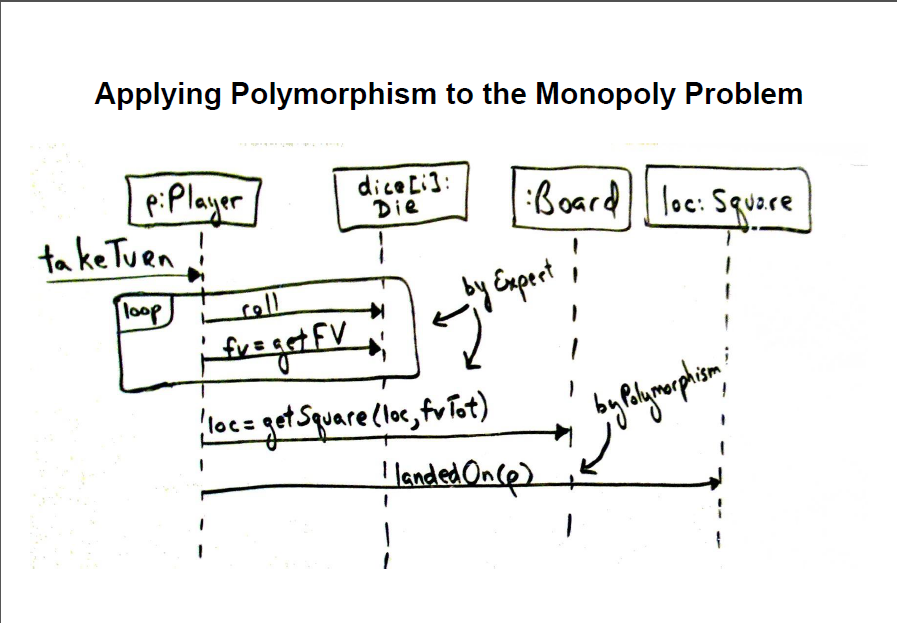 Applying Polymorphism to the Monopoly Problem
p:Player
dice[i]:
Die
:Board
loc: Square
takeTurn
loop
roll
by Expert
fv = getFV
by Polymorphism
loc = getSquare(loc, fvTot)
landedOn(p)